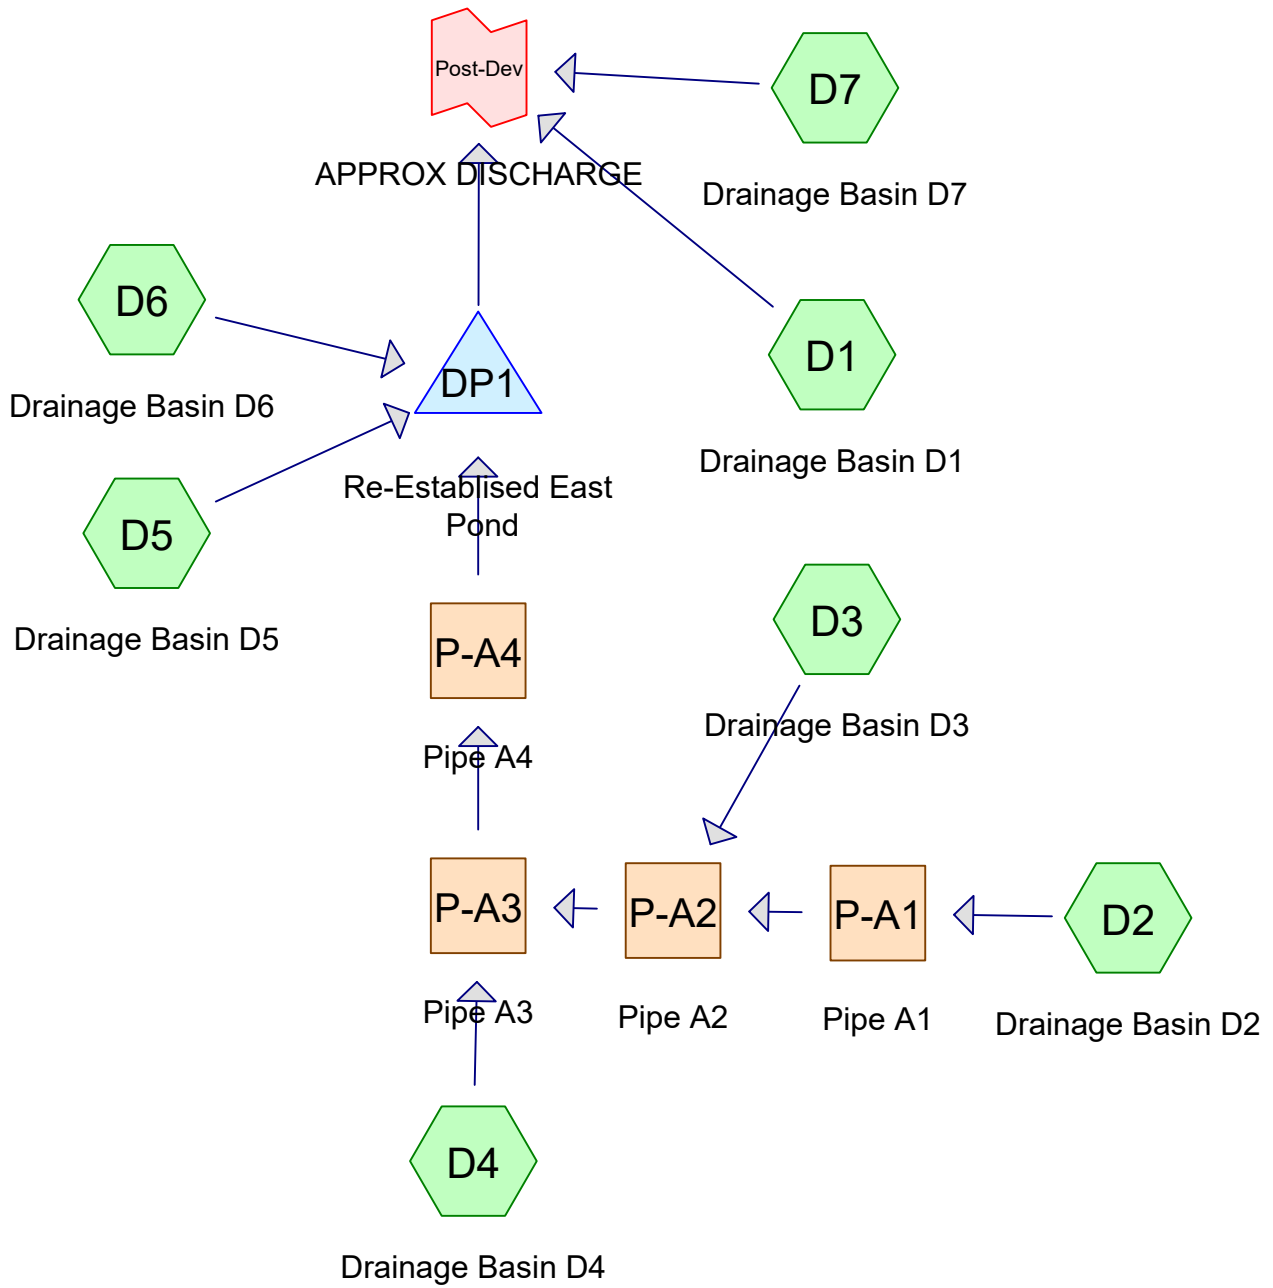 Post-Dev
APPROX DISCHARGE
D7
Drainage Basin D7
D6
Drainage Basin D6
DP1
Re-Establised East
Pond
D1
Drainage Basin D1
D5
Drainage Basin D5
P-A4
Pipe A4
D3
Drainage Basin D3
P-A3
Pipe A3
P-A2
Pipe A2
P-A1
Pipe A1
D2
Drainage Basin D2
D4
Drainage Basin D4